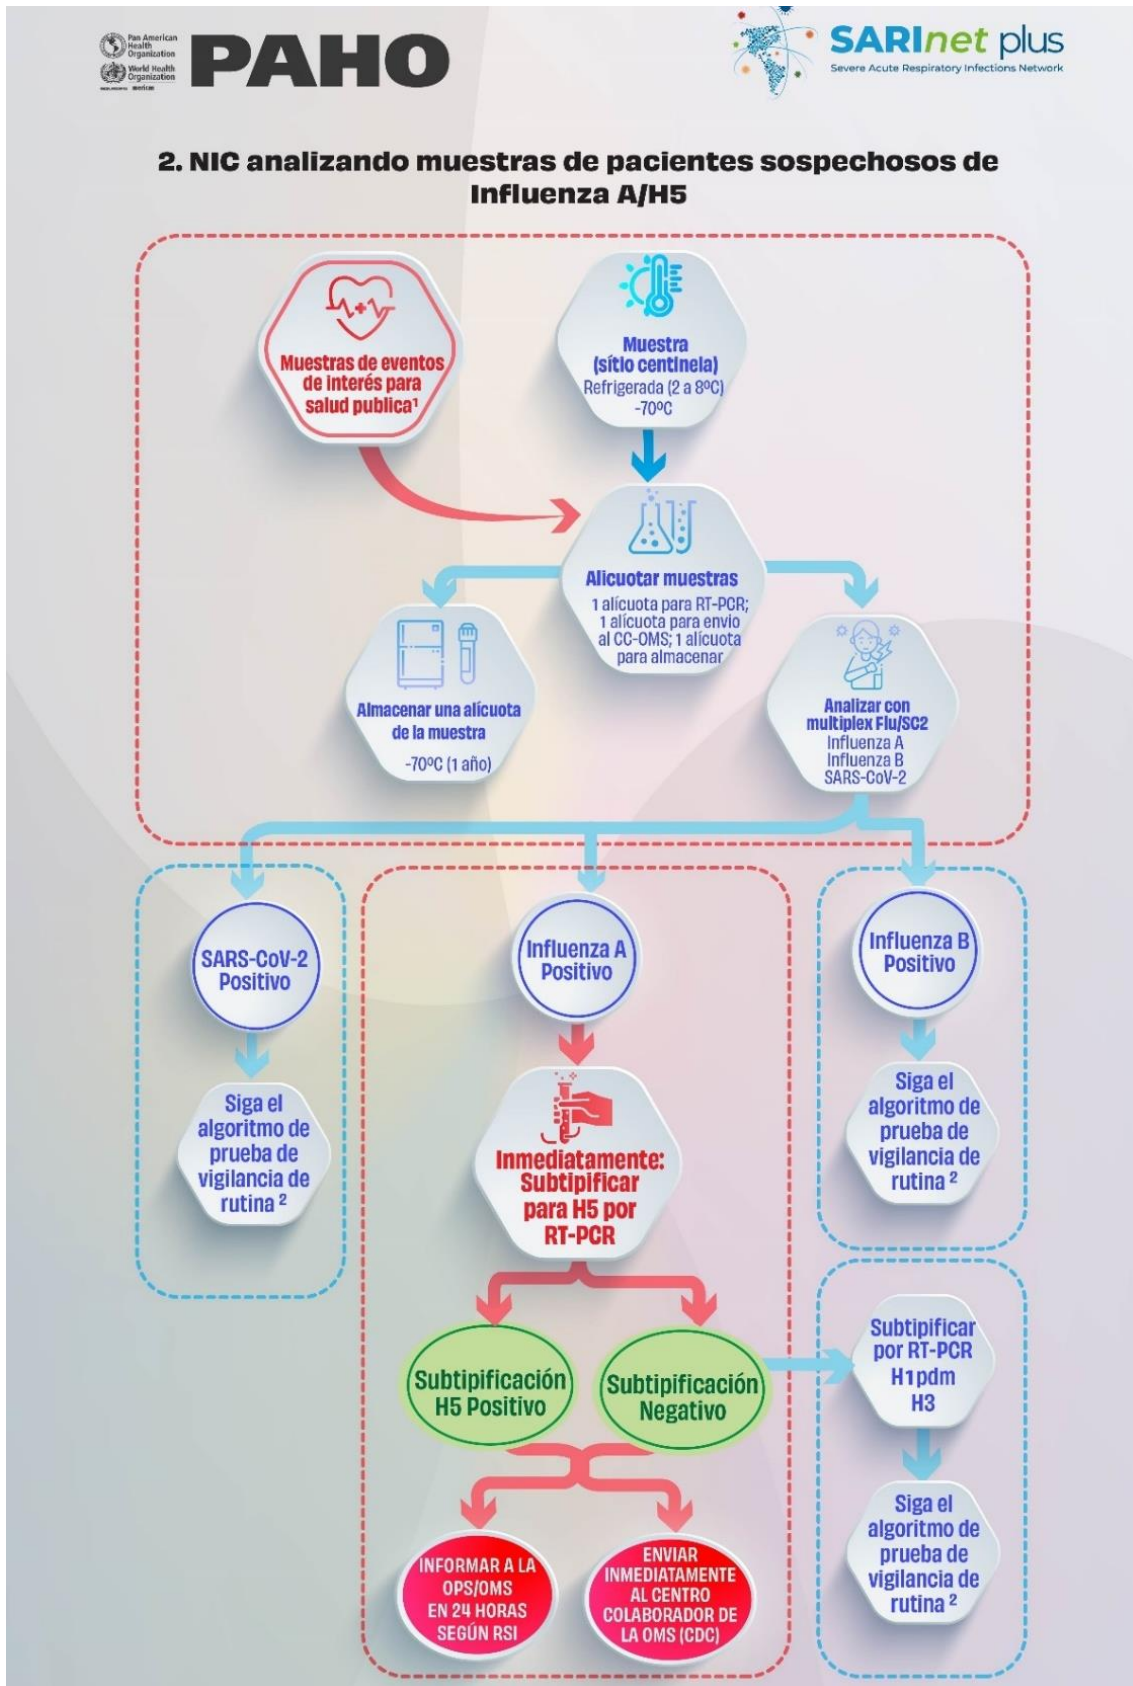 Pan American
Health
Organization
World Health
Organization
PAHO
SARInet plus
Severe Acute Respiratory Infections Network
2. NIC analizando muestras de pacientes sospechosos de
Influenza A/H5
Muestras de eventos
de interés para
salud publica¹
Muestra
(sítio centinela)
Refrigerada (2 a 8ºC)
-70ºC
Alicuotar muestras
1 alícuota para RT-PCR;
1 alícuota para envio
al CC-OMS; 1 alícuota
para almacenar
Almacenar una alícuota
de la muestra
-70ºC (1 año)
Analizar con
multiplex Flu/SC2
Influenza A
Influenza B
SARS-CoV-2
SARS-CoV-2
Positivo
Influenza A
Positivo
Influenza B
Positivo
Siga el
algoritmo de
prueba de
vigilancia de
rutina ²
Inmediatamente:
Subtipificar
para H5 por
RT-PCR
Siga el
algoritmo de
prueba de
vigilancia de
rutina ²
Subtipificación
H5 Positivo
Subtipificación
Negativo
Subtipificar
por RT-PCR
H1pdm
H3
INFORMAR A LA
OPS/OMS
EN 24 HORAS
SEGÚN RSI
ENVIAR
INMEDIATAMENTE
AL CENTRO
COLABORADOR DE
LA OMS (CDC)
Siga el
algoritmo de
prueba de
vigilancia de
rutina ²